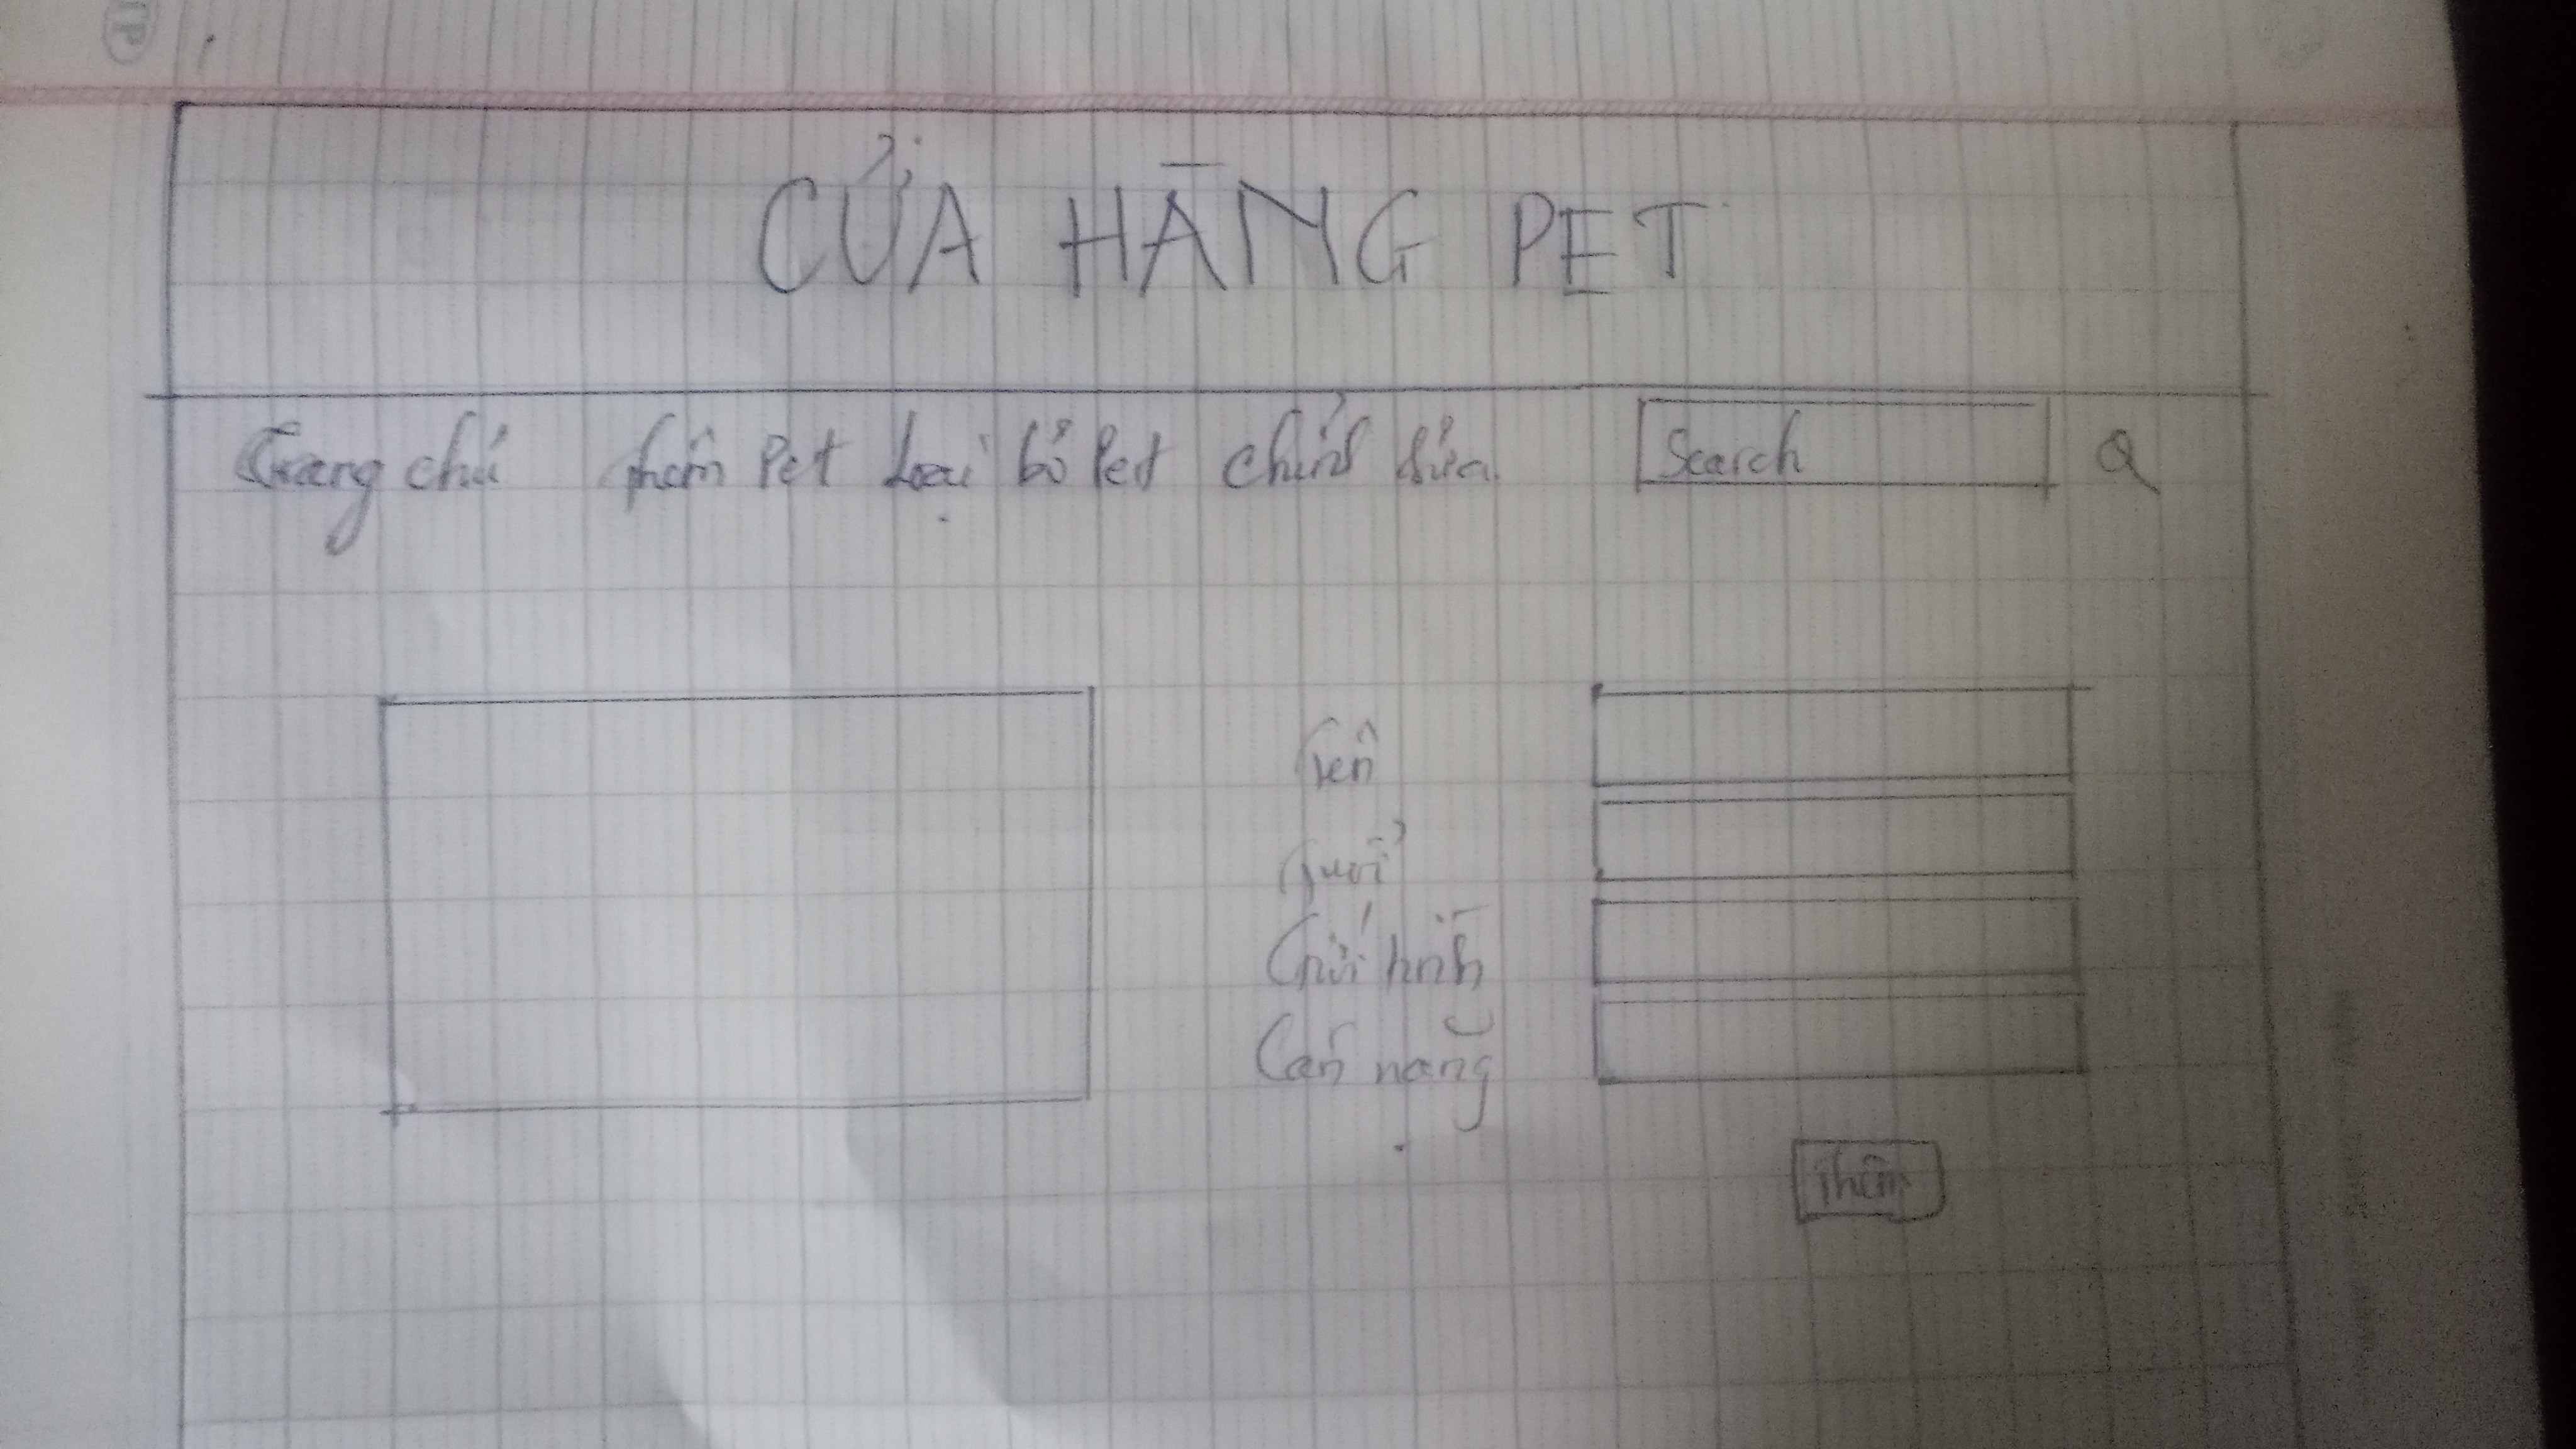 CỬA HÀNG PET
Trang chủ thêm Pet Loại bỏ Pet chỉnh sửa Search
Tên
Tuổi
Giới tính
Cân nặng
Thêm